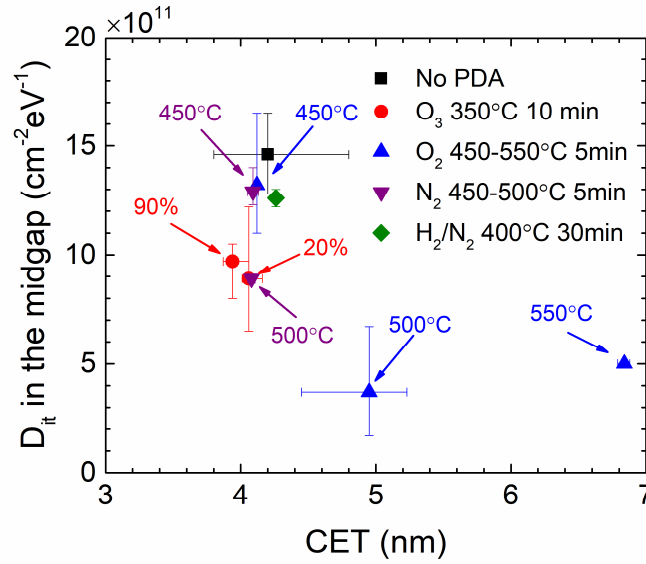 ×10¹¹
20
15
10
5
0
3
4
5
6
7
D_it in the midgap (cm⁻²eV⁻¹)
CET (nm)
No PDA
O₃ 350°C 10 min
O₂ 450-550°C 5min
N₂ 450-500°C 5min
H₂/N₂ 400°C 30min
450°C
450°C
90%
20%
500°C
500°C
550°C